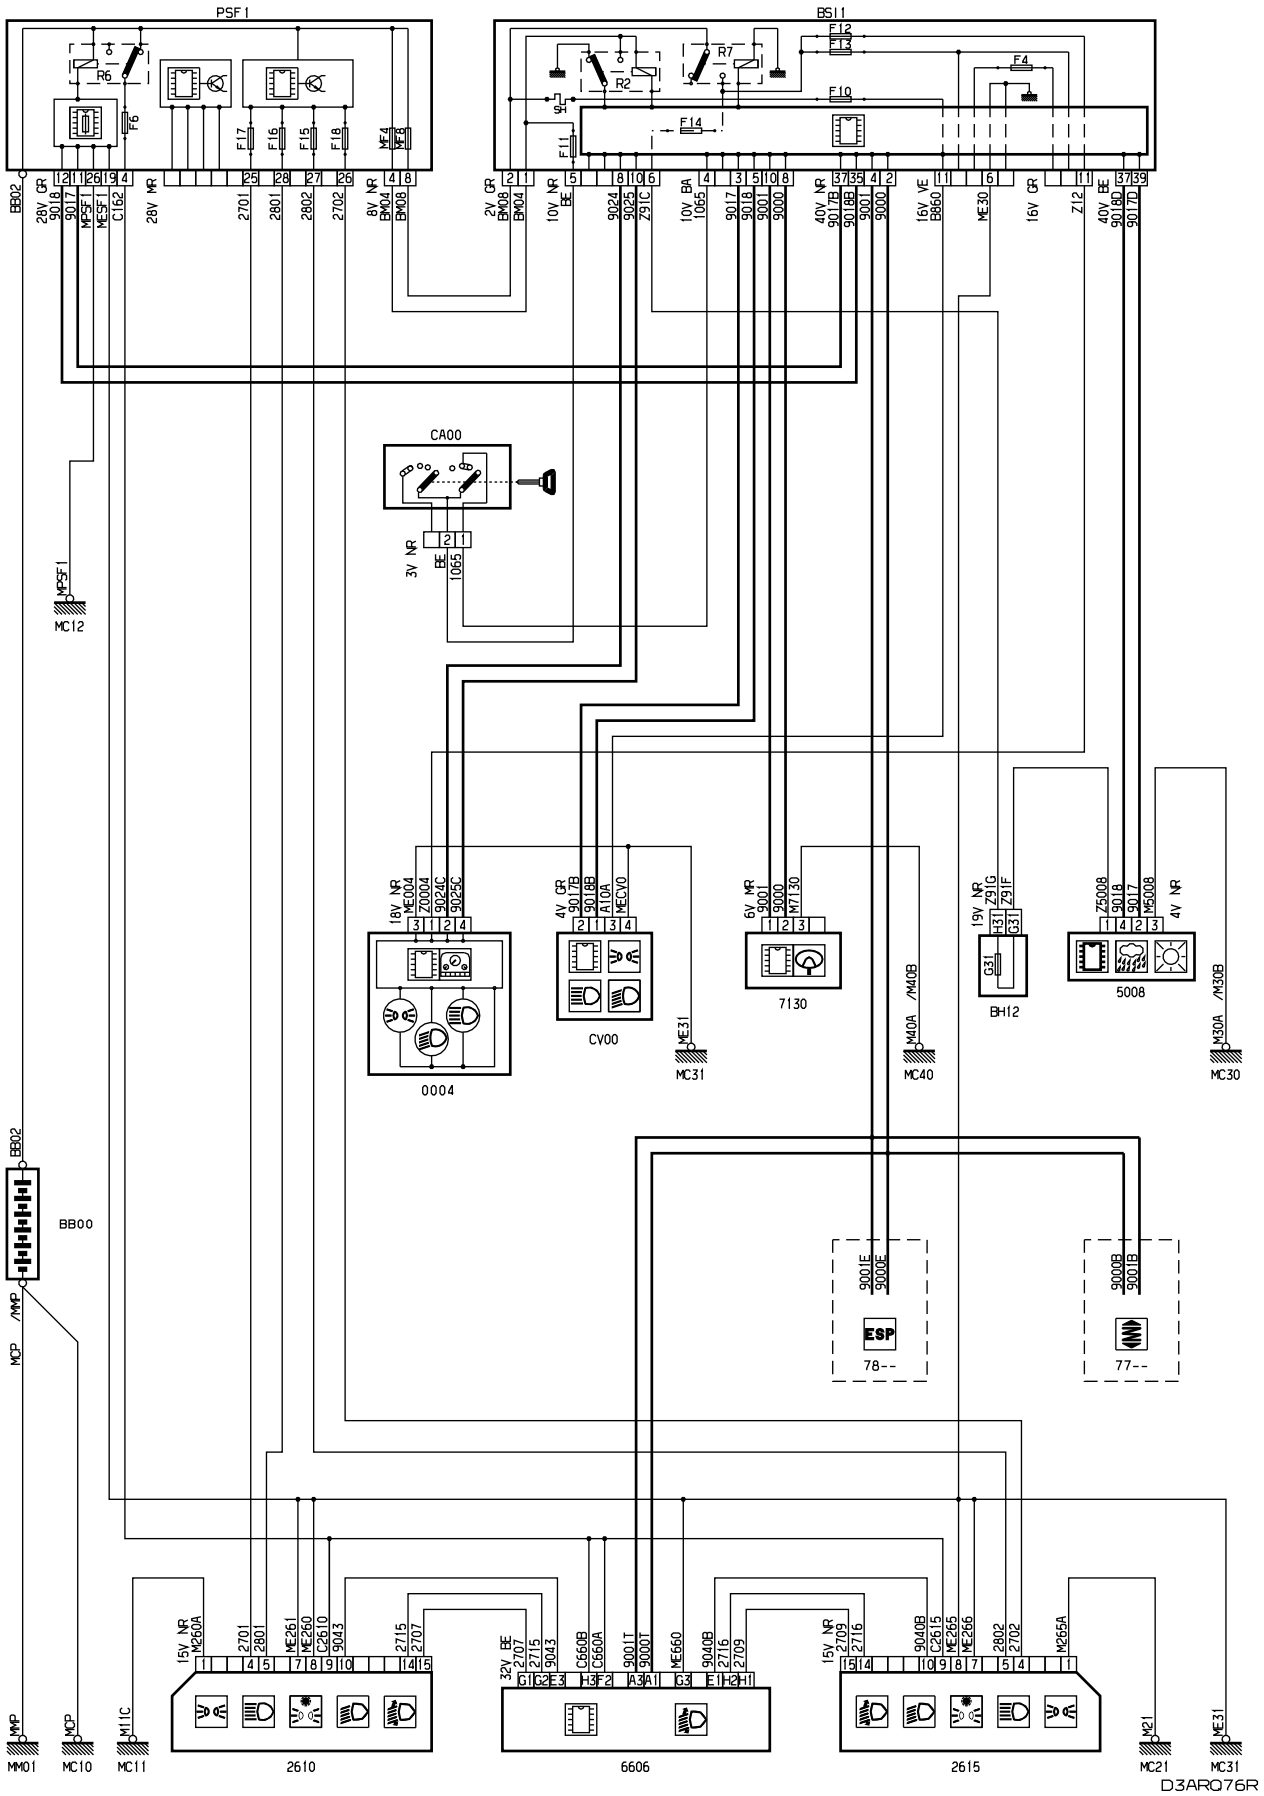 PSF1
BSI1
F12
F13
R6
R7
R2
F4
F10
SH
F6
F14
F17
F16
F15
F18
MF4
MF8
F11
12 11 26 19 4
25 28 27 26
4 8
2 1
5 8 10 6
4 3 5 10 8
37 35 4 2
11 6
11
37 39
BB02
28V GR
9018
9017
MPSF1
MESF1
C162
28V MR
2701
2801
2802
2702
8V NR
BM04
BM08
2V GR
BM08
BM04
10V NR
BE
9024
9025
Z91C
10V BA
1065
9017
9018
9001
9000
40V NR
9017B
9018B
9001
9000
16V VE
B860
ME30
16V GR
Z12
40V BE
9018D
9017D
CA00
2 1
3V NR
BE
1065
MPSF1
MC12
18V NR
ME004
Z0004
9024C
9025C
3 1 2 4
0004
4V GR
9017B
9018B
A10A
MECV0
2 1 3 4
CV00
ME31
MC31
6V MR
9001
9000
M7130
1 2 3
7130
M40A /M40B
MC40
19V NR
Z91G
Z91F
H31
G31
G31
BH12
Z5008
9018
9017
M5008
4V NR
1 4 2 3
5008
M30A /M30B
MC30
BB02
BB00
MCP /MMP
9001E
9000E
ESP
78--
9000B
9001B
77--
15V NR
M260A
2701
2801
ME261
ME260
C2610
9043
2715
2707
1 4 5 7 8 9 10 14 15
2610
32V BE
2707
2715
9043
C660B
C660A
9001T
9000T
ME660
9040B
2716
2709
G1 G2 E3 H3 F2 A3 A1 G3 E1 H2 H1
6606
15V NR
2709
2716
9040B
C2615
ME265
ME266
2802
2702
M265A
15 14 10 9 8 7 5 4 1
2615
MMP
MM01
MCP
MC10
M11C
MC11
M21
MC21
ME31
MC31
D3ARQ76R